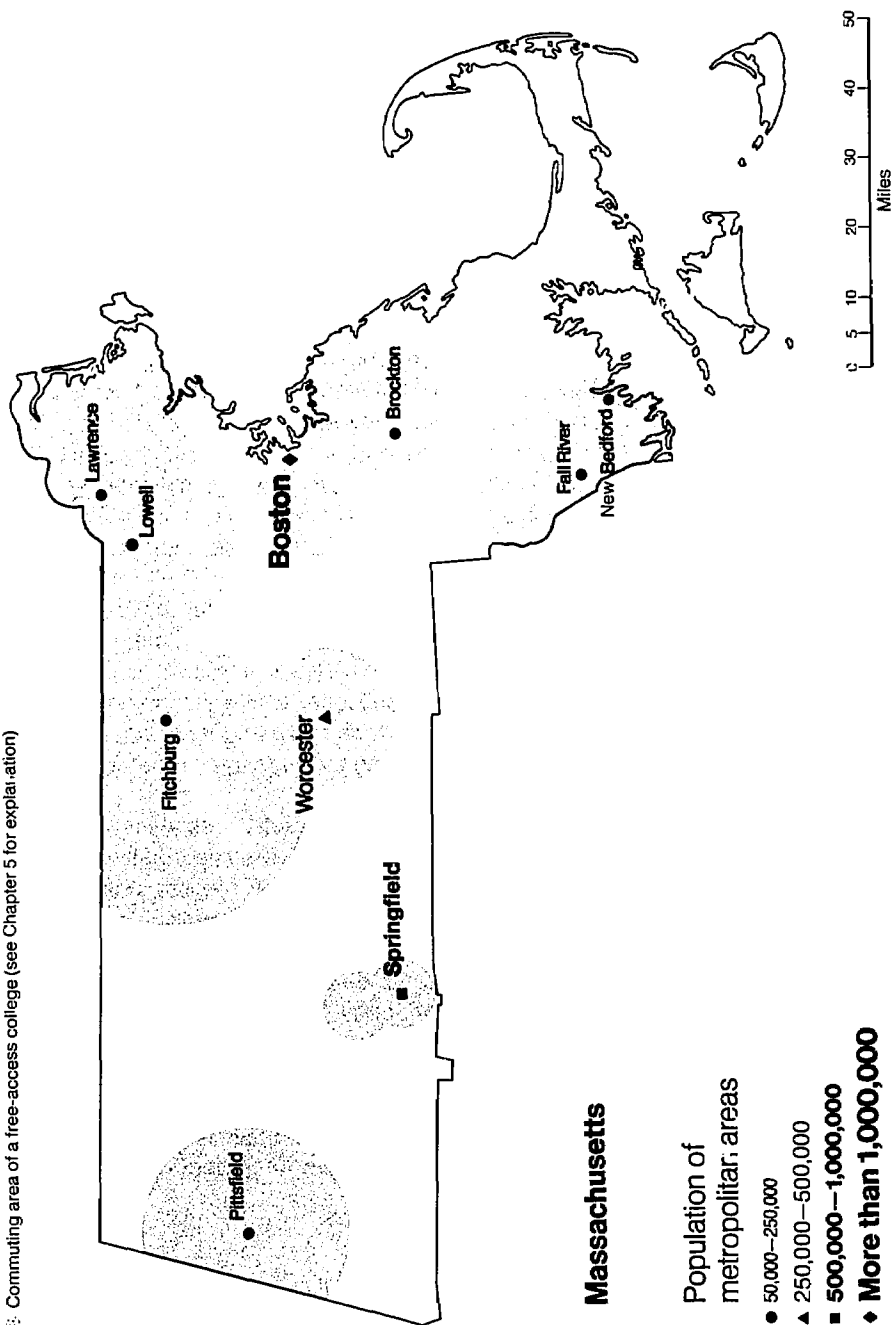 Commuting area of a free-access college (see Chapter 5 for explanation)
Lawrence
Lowell
Fitchburg
Boston
Worcester
Pittsfield
Springfield
Brockton
Fall River
New Bedford
Massachusetts
Population of
metropolitan areas
● 50,000–250,000
▲ 250,000–500,000
■ 500,000–1,000,000
◆ More than 1,000,000
0 5 10 20 30 40 50
Miles